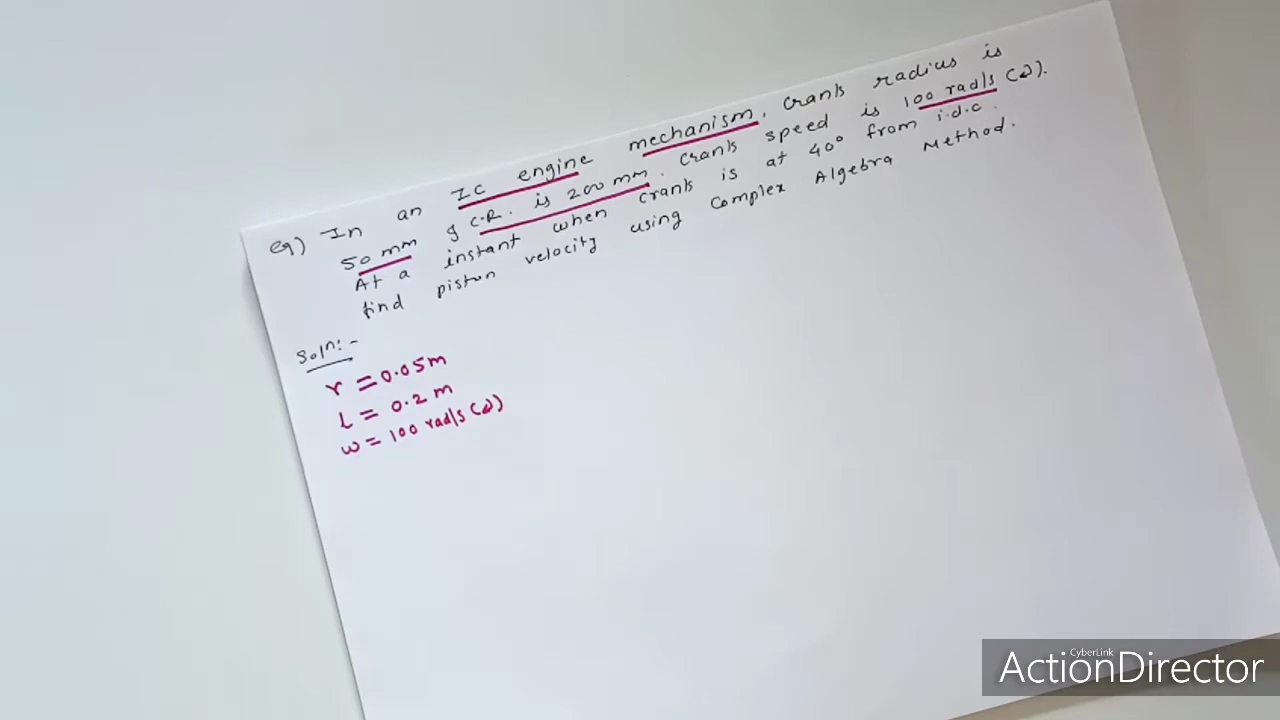 eg) In an Ic engine mechanism, crank radius is
50 mm & C.R. is 200 mm. crank speed is 100 rad/s (↻).
At a instant when crank is at 40° from i.d.c.
find piston velocity using complex Algebra Method.
Soln:-
r = 0.05m
l = 0.2 m
w = 100 rad/s (↻)
CyberLink
ActionDirector